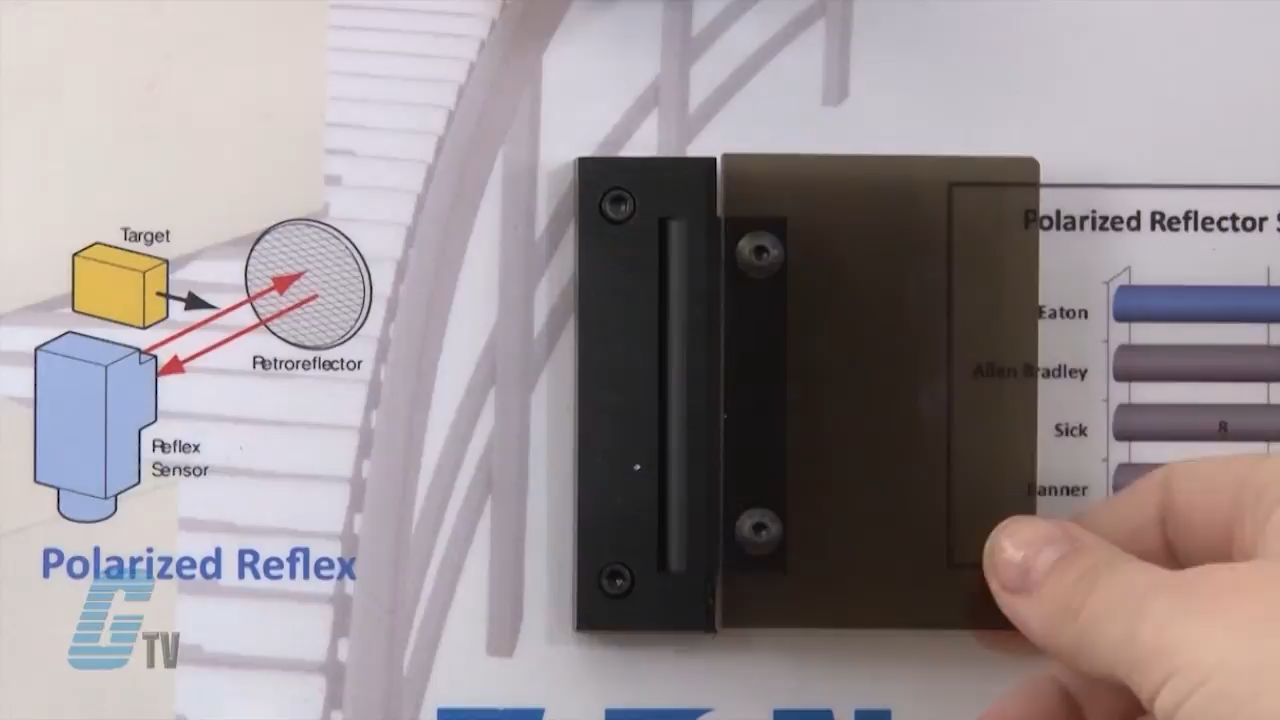 Target
Retroreflector
Reflex
Sensor
Polarized Reflex
TV
Polarized Reflector
Eaton
Allen Bradley
Sick
8
Banner